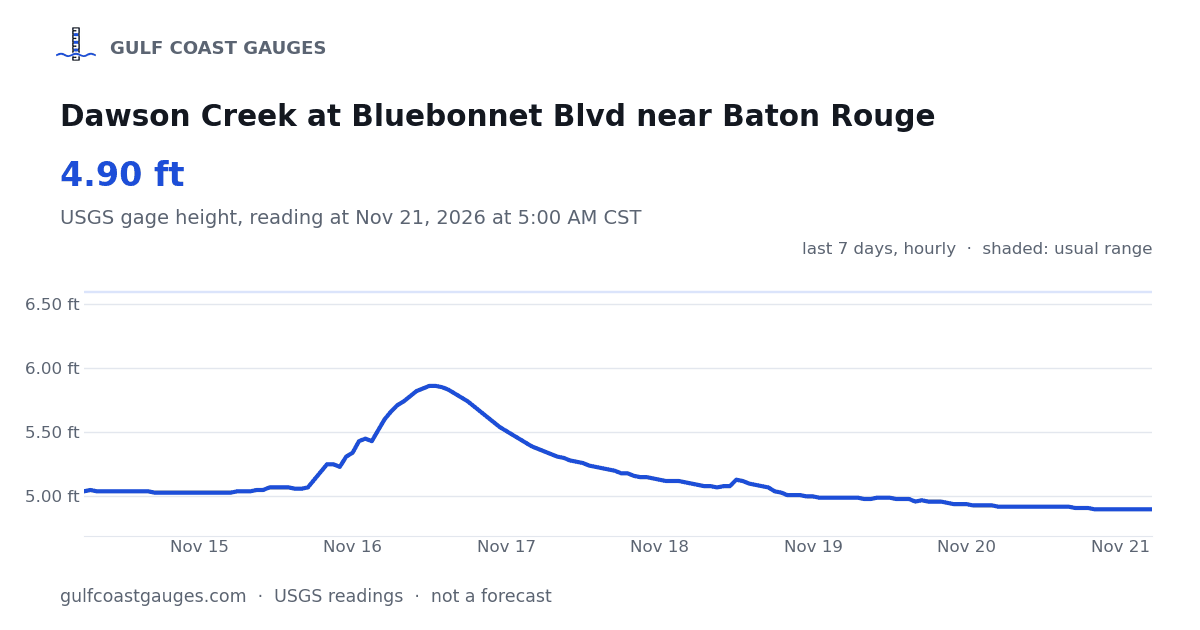 GULF COAST GAUGES
Dawson Creek at Bluebonnet Blvd near Baton Rouge
4.90 ft
USGS gage height, reading at Nov 21, 2026 at 5:00 AM CST
last 7 days, hourly · shaded: usual range
6.50 ft
6.00 ft
5.50 ft
5.00 ft
Nov 15 Nov 16 Nov 17 Nov 18 Nov 19 Nov 20 Nov 21
gulfcoastgauges.com · USGS readings · not a forecast